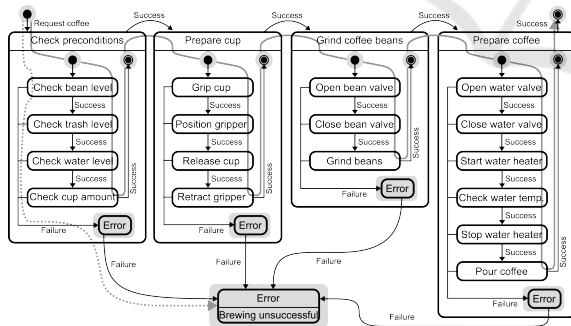 Request coffee
Success
Success
Success
Check preconditions
Prepare cup
Grind coffee beans
Prepare coffee
Check bean level
Success
Check trash level
Success
Check water level
Success
Check cup amount
Success
Failure
Error
Grip cup
Success
Position gripper
Success
Release cup
Success
Retract gripper
Success
Failure
Error
Open bean valve
Success
Close bean valve
Success
Grind beans
Success
Failure
Error
Open water valve
Success
Close water valve
Success
Start water heater
Success
Check water temp.
Success
Stop water heater
Success
Pour coffee
Success
Failure
Error
Failure
Failure
Failure
Failure
Error
Brewing unsuccessful